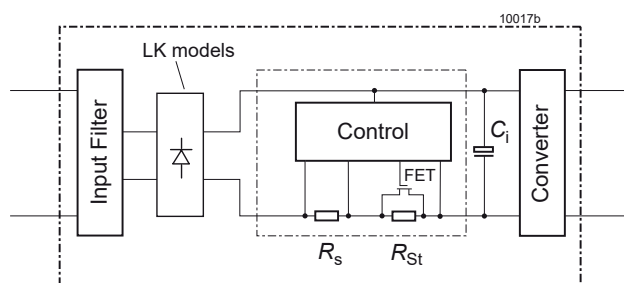 10017b
LK models
Input Filter
Control
FET
Rs
RSt
Ci
Converter